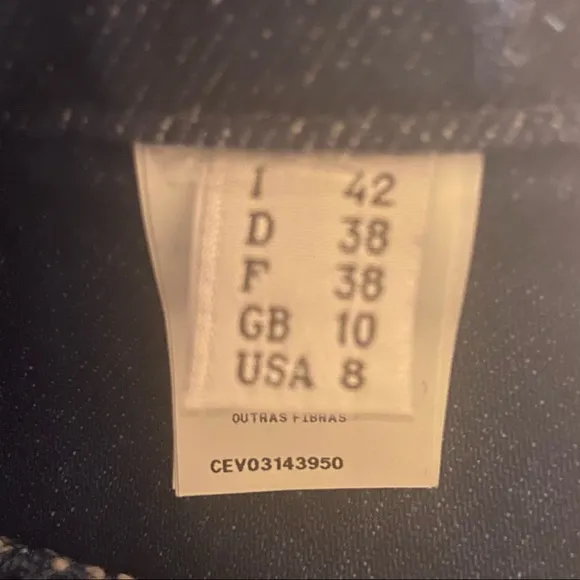 I 42
D 38
F 38
GB 10
USA 8
OUTRAS FIBRAS
CEV03143950